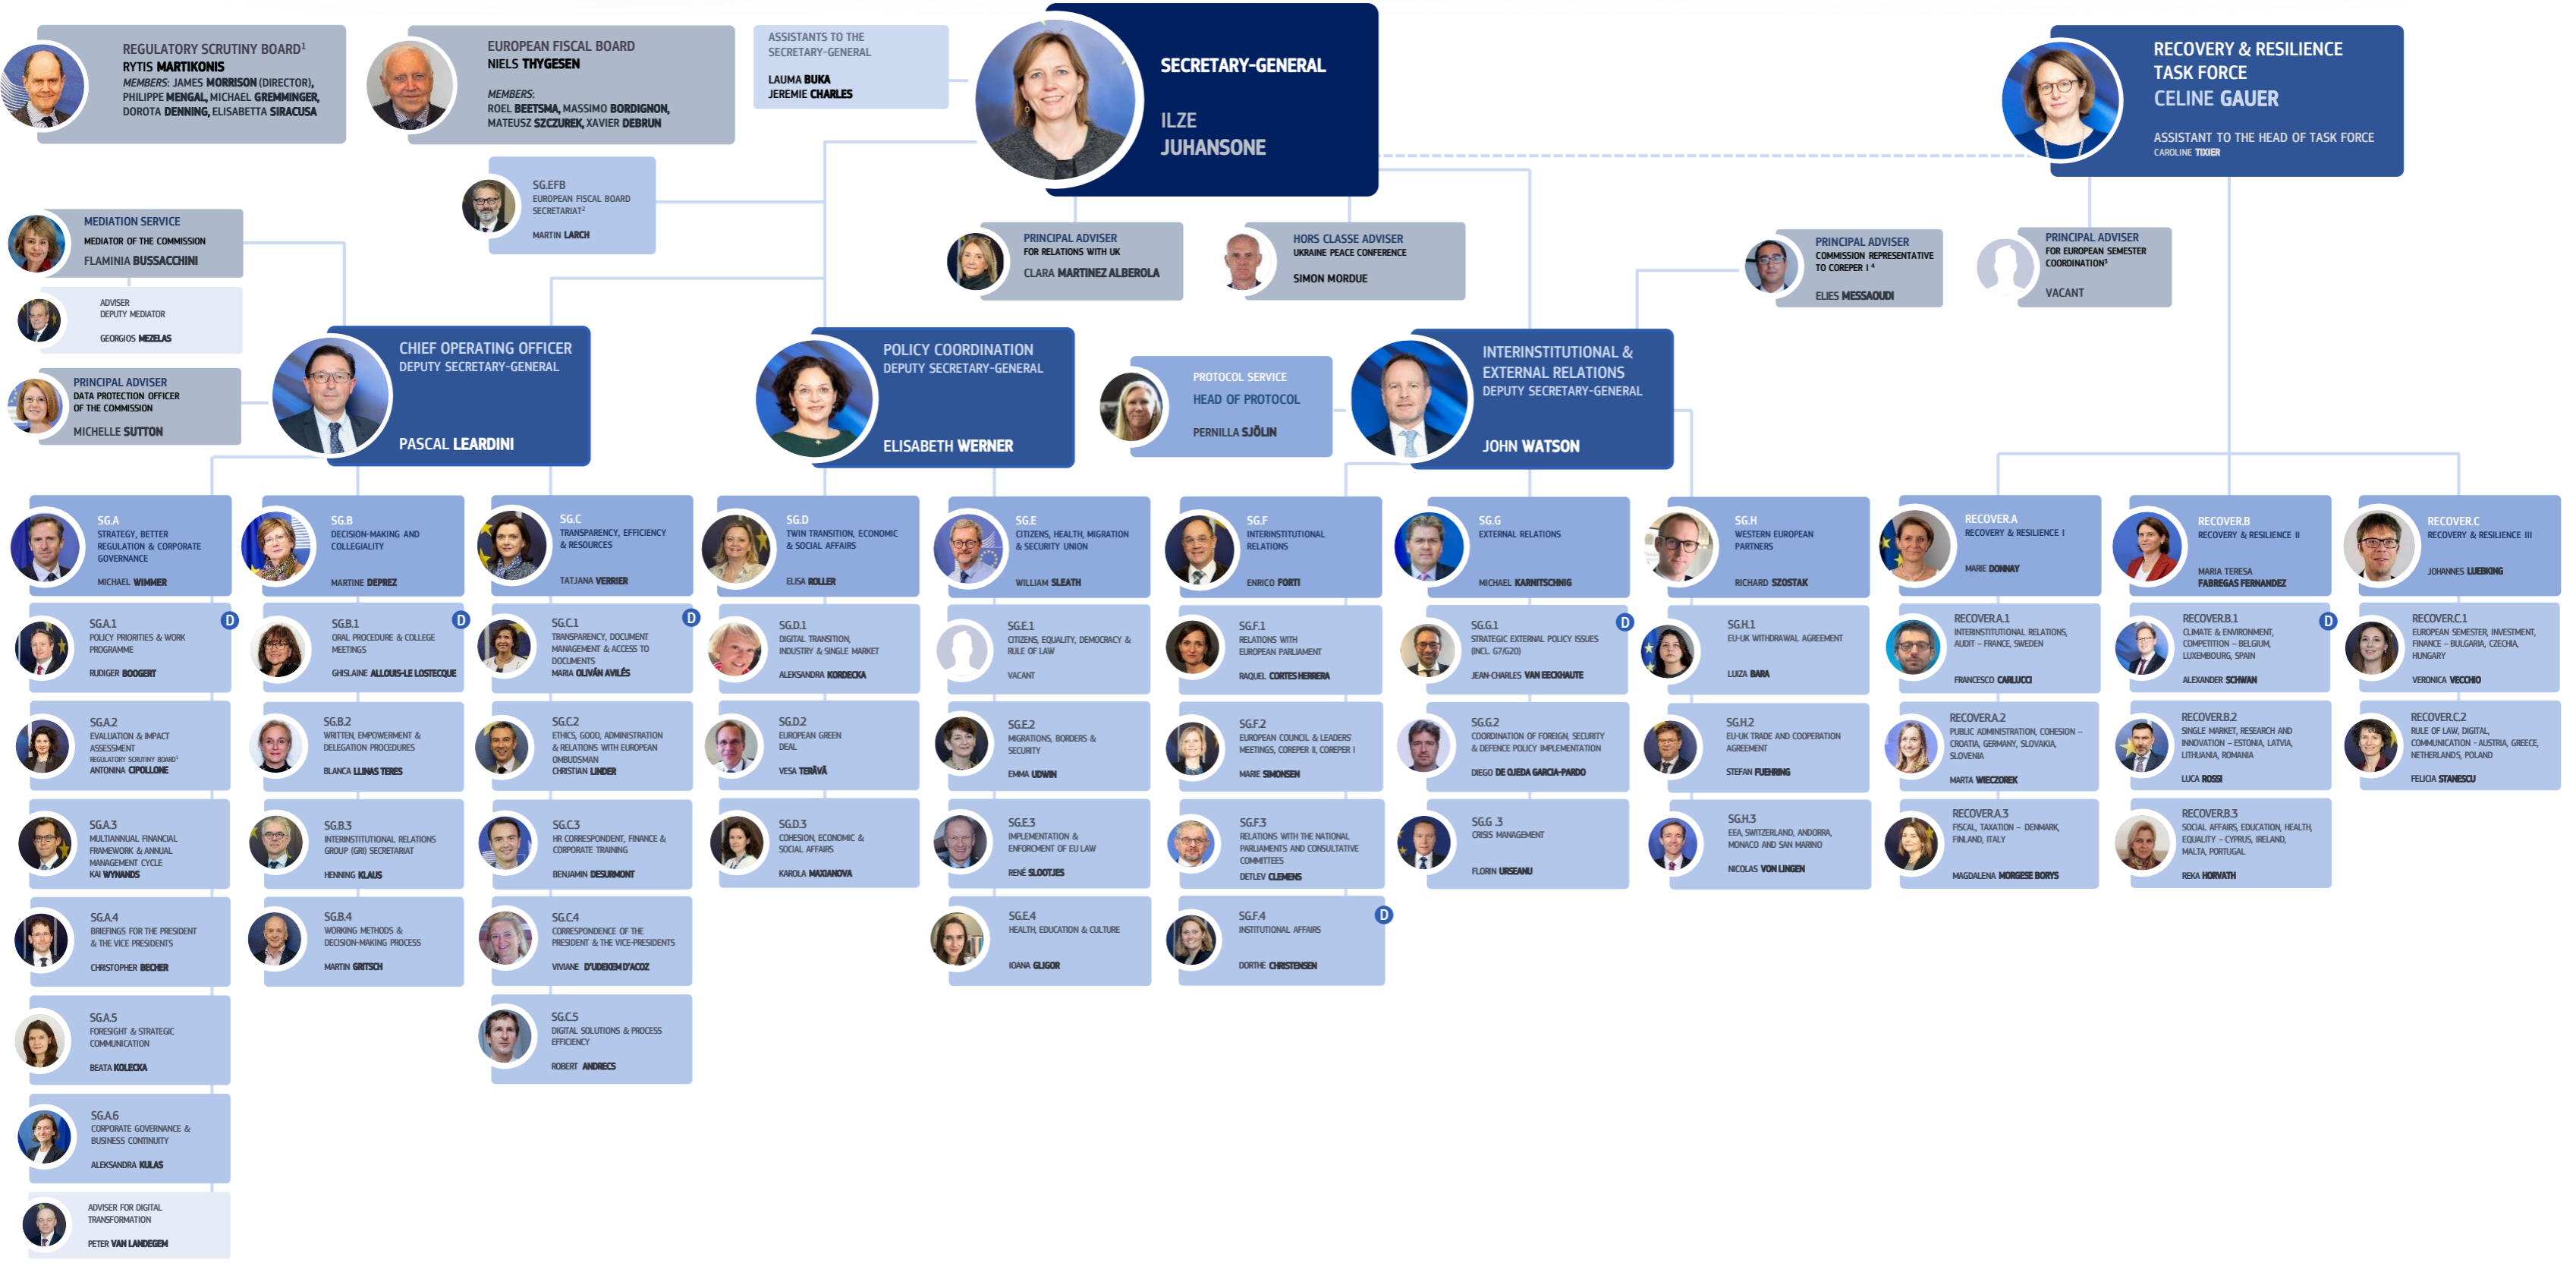 REGULATORY SCRUTINY BOARD¹
RYTIS MARTIKONIS
MEMBERS: JAMES MORRISON (DIRECTOR),
PHILIPPE MENGAL, MICHAEL GREMMINGER,
DOROTA DENNING, ELISABETTA SIRACUSA
EUROPEAN FISCAL BOARD
NIELS THYGESEN
MEMBERS:
ROEL BEETSMA, MASSIMO BORDIGNON,
MATEUSZ SZCZUREK, XAVIER DEBRUN
ASSISTANTS TO THE
SECRETARY-GENERAL
LAUMA BUKA
JEREMIE CHARLES
SECRETARY-GENERAL
ILZE
JUHANSONE
RECOVERY & RESILIENCE
TASK FORCE
CELINE GAUER
ASSISTANT TO THE HEAD OF TASK FORCE
CAROLINE TIXIER
SG.EFB
EUROPEAN FISCAL BOARD
SECRETARIAT²
MARTIN LARCH
MEDIATION SERVICE
MEDIATOR OF THE COMMISSION
FLAMINIA BUSSACCHINI
ADVISER
DEPUTY MEDIATOR
GEORGIOS MEZELAS
PRINCIPAL ADVISER
DATA PROTECTION OFFICER
OF THE COMMISSION
MICHELLE SUTTON
PRINCIPAL ADVISER
FOR RELATIONS WITH UK
CLARA MARTINEZ ALBEROLA
HORS CLASSE ADVISER
UKRAINE PEACE CONFERENCE
SIMON MORDUE
PRINCIPAL ADVISER
COMMISSION REPRESENTATIVE
TO COREPER I ⁴
ELIES MESSAOUDI
PRINCIPAL ADVISER
FOR EUROPEAN SEMESTER
COORDINATION³
VACANT
CHIEF OPERATING OFFICER
DEPUTY SECRETARY-GENERAL
PASCAL LEARDINI
POLICY COORDINATION
DEPUTY SECRETARY-GENERAL
ELISABETH WERNER
PROTOCOL SERVICE
HEAD OF PROTOCOL
PERNILLA SJÖLIN
INTERINSTITUTIONAL &
EXTERNAL RELATIONS
DEPUTY SECRETARY-GENERAL
JOHN WATSON
SG.A
STRATEGY, BETTER
REGULATION & CORPORATE
GOVERNANCE
MICHAEL WIMMER
SG.A.1
POLICY PRIORITIES & WORK
PROGRAMME
RUDIGER BOOGERT
D
SG.A.2
EVALUATION & IMPACT
ASSESSMENT
REGULATORY SCRUTINY BOARD¹
ANTONINA CIPOLLONE
SG.A.3
MULTIANNUAL FINANCIAL
FRAMEWORK & ANNUAL
MANAGEMENT CYCLE
KAI WYNANDS
SG.A.4
BRIEFINGS FOR THE PRESIDENT
& THE VICE PRESIDENTS
CHRISTOPHER BECHER
SG.A.5
FORESIGHT & STRATEGIC
COMMUNICATION
BEATA KOLECKA
SG.A.6
CORPORATE GOVERNANCE &
BUSINESS CONTINUITY
ALEKSANDRA KULAS
ADVISER FOR DIGITAL
TRANSFORMATION
PETER VAN LANDEGEM
SG.B
DECISION-MAKING AND
COLLEGIALITY
MARTINE DEPREZ
SG.B.1
ORAL PROCEDURE & COLLEGE
MEETINGS
GHISLAINE ALLOUIS-LE LOSTECQUE
D
SG.B.2
WRITTEN, EMPOWERMENT &
DELEGATION PROCEDURES
BLANCA LLINAS TERES
SG.B.3
INTERINSTITUTIONAL RELATIONS
GROUP (GRI) SECRETARIAT
HENNING KLAUS
SG.B.4
WORKING METHODS &
DECISION-MAKING PROCESS
MARTIN GRITSCH
SG.C
TRANSPARENCY, EFFICIENCY
& RESOURCES
TATJANA VERRIER
SG.C.1
TRANSPARENCY, DOCUMENT
MANAGEMENT & ACCESS TO
DOCUMENTS
MARIA OLIVÁN AVILÉS
D
SG.C.2
ETHICS, GOOD, ADMINISTRATION
& RELATIONS WITH EUROPEAN
OMBUDSMAN
CHRISTIAN LINDER
SG.C.3
HR CORRESPONDENT, FINANCE &
CORPORATE TRAINING
BENJAMIN DESURMONT
SG.C.4
CORRESPONDENCE OF THE
PRESIDENT & THE VICE-PRESIDENTS
VIVIANE D'UDEKEM D'ACOZ
SG.C.5
DIGITAL SOLUTIONS & PROCESS
EFFICIENCY
ROBERT ANDRECS
SG.D
TWIN TRANSITION, ECONOMIC
& SOCIAL AFFAIRS
ELISA ROLLER
SG.D.1
DIGITAL TRANSITION,
INDUSTRY & SINGLE MARKET
ALEKSANDRA KORDECKA
SG.D.2
EUROPEAN GREEN
DEAL
VESA TERÄVÄ
SG.D.3
COHESION, ECONOMIC &
SOCIAL AFFAIRS
KAROLA MAXIANOVA
SG.E
CITIZENS, HEALTH, MIGRATION
& SECURITY UNION
WILLIAM SLEATH
SG.E.1
CITIZENS, EQUALITY, DEMOCRACY &
RULE OF LAW
VACANT
SG.E.2
MIGRATIONS, BORDERS &
SECURITY
EMMA UDWIN
SG.E.3
IMPLEMENTATION &
ENFORCMENT OF EU LAW
RENÉ SLOOTJES
SG.E.4
HEALTH, EDUCATION & CULTURE
IOANA GLIGOR
SG.F
INTERINSTITUTIONAL
RELATIONS
ENRICO FORTI
SG.F.1
RELATIONS WITH
EUROPEAN PARLIAMENT
RAQUEL CORTES HERRERA
SG.F.2
EUROPEAN COUNCIL & LEADERS'
MEETINGS, COREPER II, COREPER I
MARIE SIMONSEN
SG.F.3
RELATIONS WITH THE NATIONAL
PARLIAMENTS AND CONSULTATIVE
COMMITTEES
DETLEV CLEMENS
SG.F.4
INSTITUTIONAL AFFAIRS
DORTHE CHRISTENSEN
D
SG.G
EXTERNAL RELATIONS
MICHAEL KARNITSCHNIG
SG.G.1
STRATEGIC EXTERNAL POLICY ISSUES
(INCL. G7/G20)
JEAN-CHARLES VAN EECKHAUTE
D
SG.G.2
COORDINATION OF FOREIGN, SECURITY
& DEFENCE POLICY IMPLEMENTATION
DIEGO DE OJEDA GARCIA-PARDO
SG.G .3
CRISIS MANAGEMENT
FLORIN URSEANU
SG.H
WESTERN EUROPEAN
PARTNERS
RICHARD SZOSTAK
SG.H.1
EU-UK WITHDRAWAL AGREEMENT
LUIZA BARA
SG.H.2
EU-UK TRADE AND COOPERATION
AGREEMENT
STEFAN FUEHRING
SG.H.3
EEA, SWITZERLAND, ANDORRA,
MONACO AND SAN MARINO
NICOLAS VON LINGEN
RECOVER.A
RECOVERY & RESILIENCE I
MARIE DONNAY
RECOVER.A.1
INTERINSTITUTIONAL RELATIONS,
AUDIT – FRANCE, SWEDEN
FRANCESCO CARLUCCI
RECOVER.A.2
PUBLIC ADMINISTRATION, COHESION –
CROATIA, GERMANY, SLOVAKIA,
SLOVENIA
MARTA WIECZOREK
RECOVER.A.3
FISCAL, TAXATION – DENMARK,
FINLAND, ITALY
MAGDALENA MORGESE BORYS
RECOVER.B
RECOVERY & RESILIENCE II
MARIA TERESA
FABREGAS FERNANDEZ
RECOVER.B.1
CLIMATE & ENVIRONMENT,
COMPETITION – BELGIUM,
LUXEMBOURG, SPAIN
ALEXANDER SCHWAN
D
RECOVER.B.2
SINGLE MARKET, RESEARCH AND
INNOVATION – ESTONIA, LATVIA,
LITHUANIA, ROMANIA
LUCA ROSSI
RECOVER.B.3
SOCIAL AFFAIRS, EDUCATION, HEALTH,
EQUALITY – CYPRUS, IRELAND,
MALTA, PORTUGAL
REKA HORVATH
RECOVER.C
RECOVERY & RESILIENCE III
JOHANNES LUEBKING
RECOVER.C.1
EUROPEAN SEMESTER, INVESTMENT,
FINANCE – BULGARIA, CZECHIA,
HUNGARY
VERONICA VECCHIO
RECOVER.C.2
RULE OF LAW, DIGITAL,
COMMUNICATION - AUSTRIA, GREECE,
NETHERLANDS, POLAND
FELICIA STANESCU